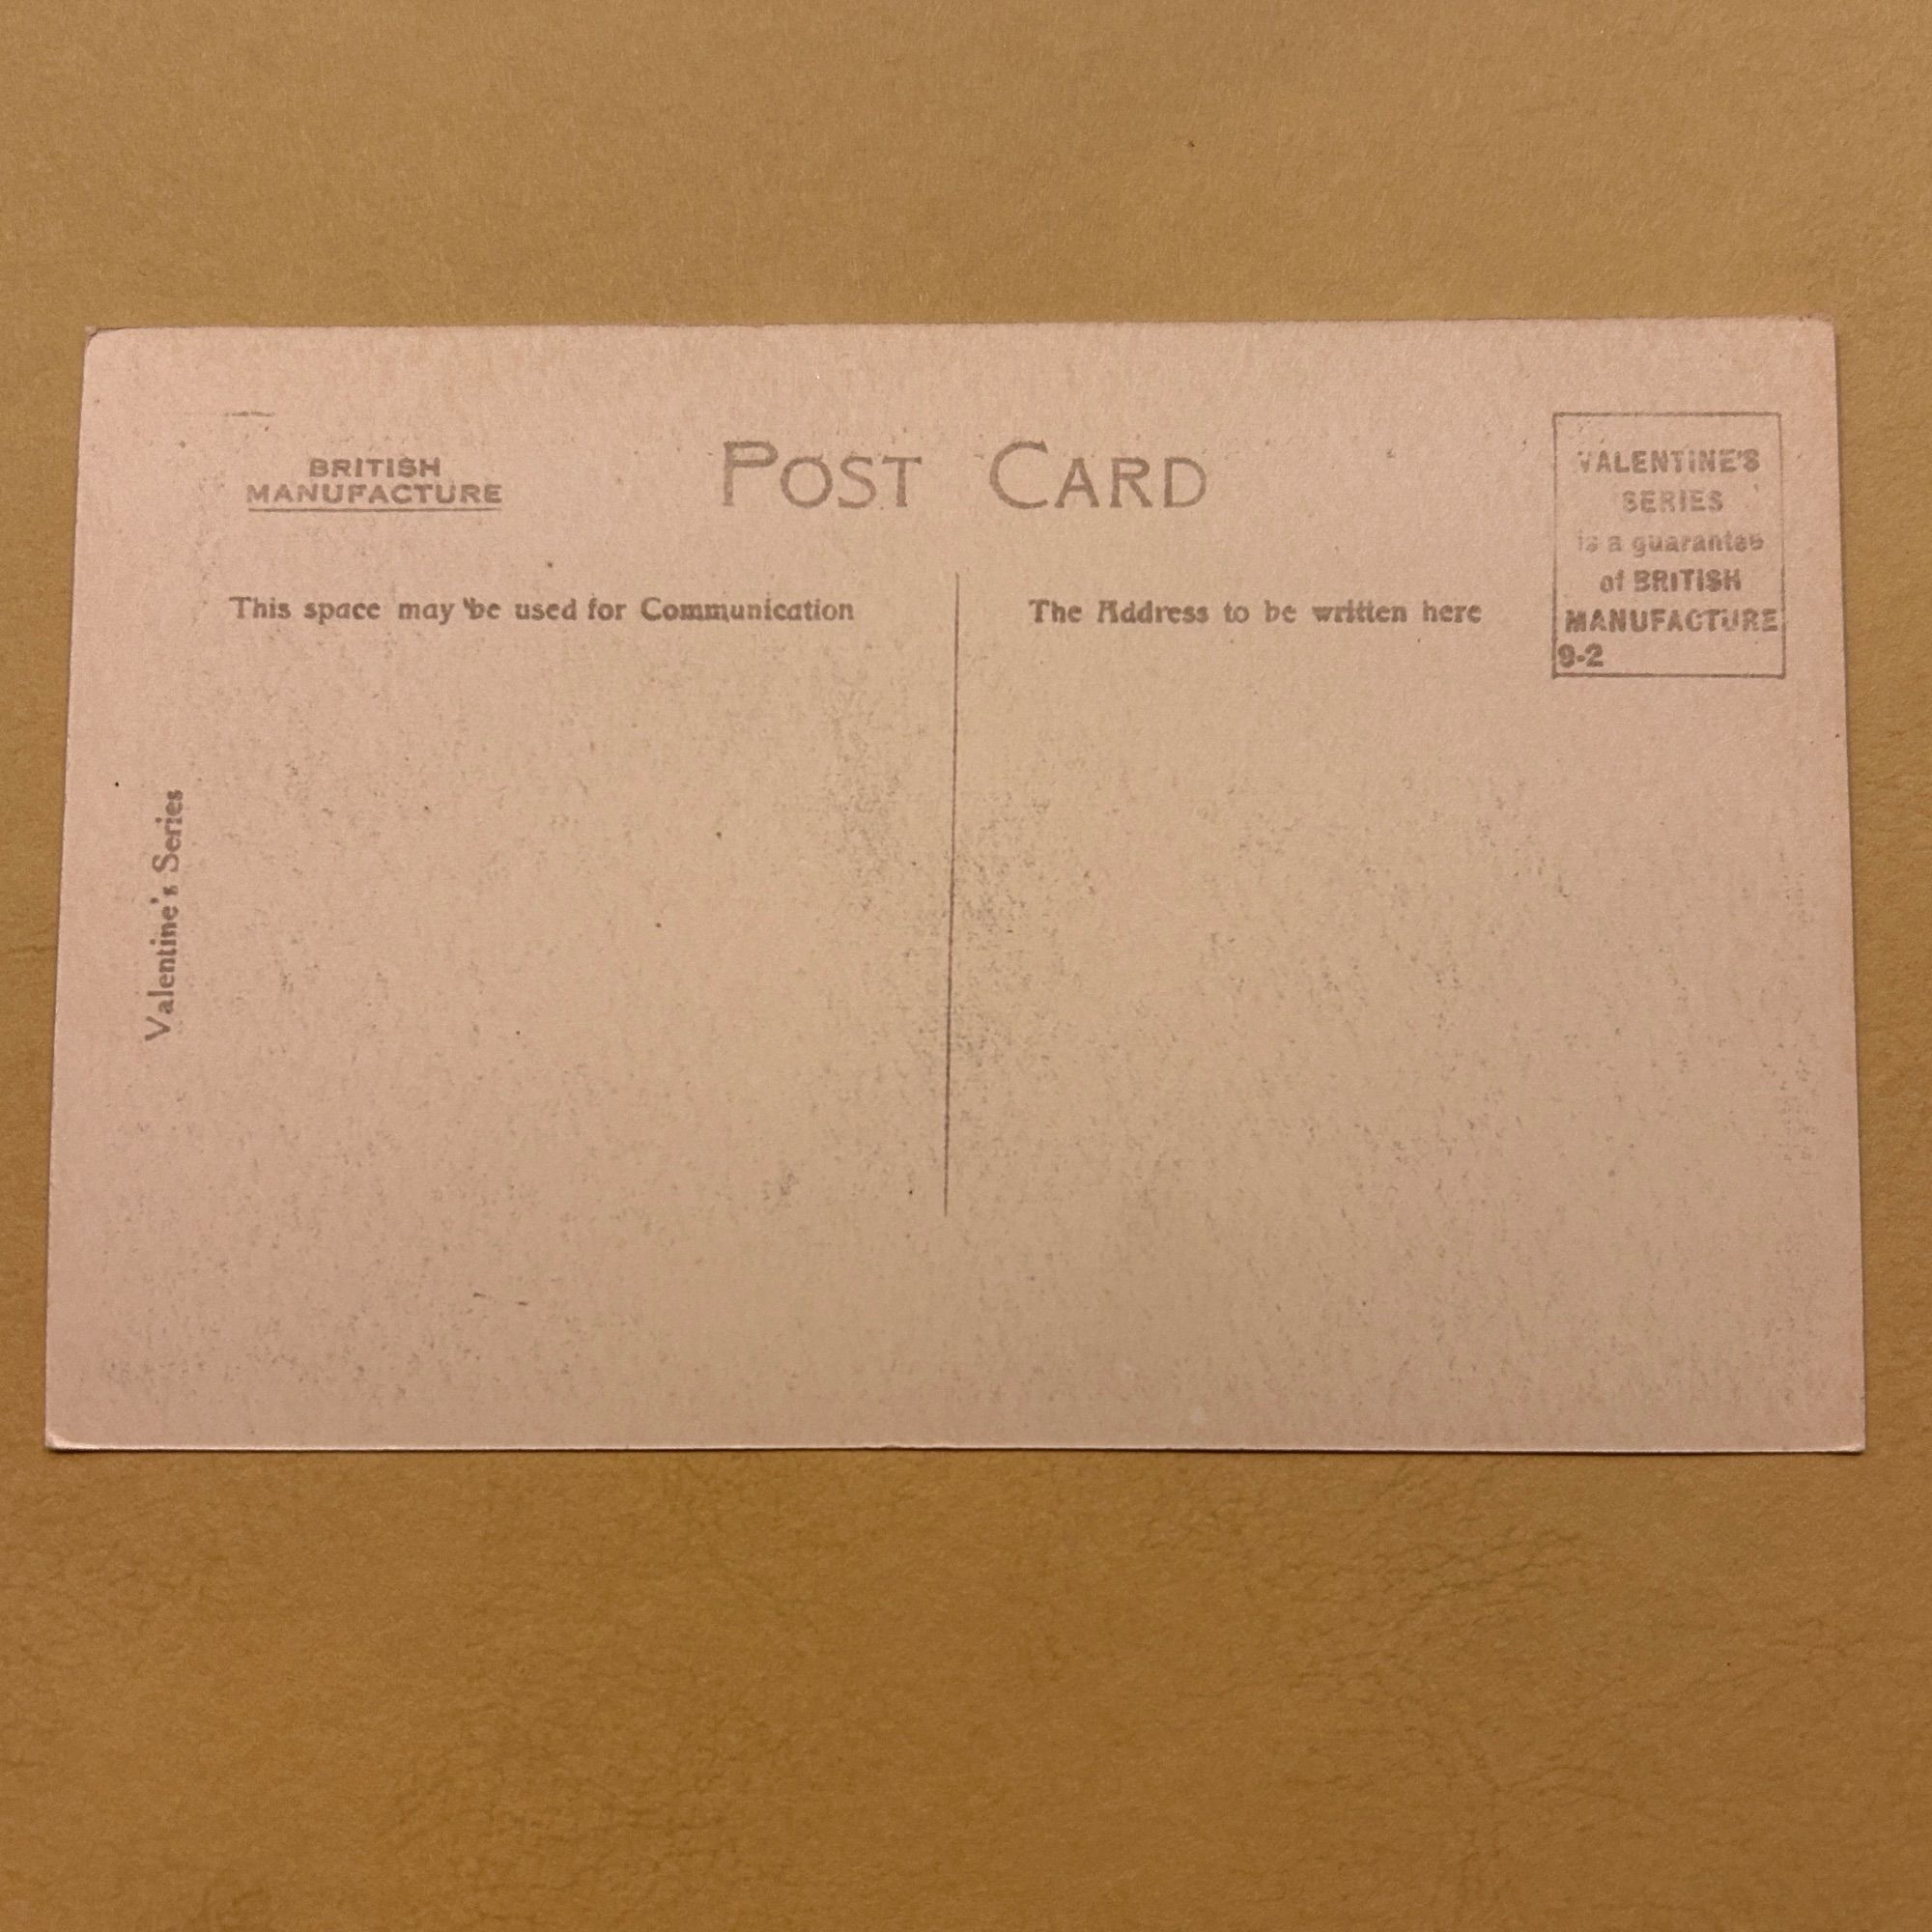 BRITISH
MANUFACTURE
POST CARD
VALENTINE'S
SERIES
is a guarantee
of BRITISH
MANUFACTURE
9-2
This space may be used for Communication
The Address to be written here
Valentine's Series